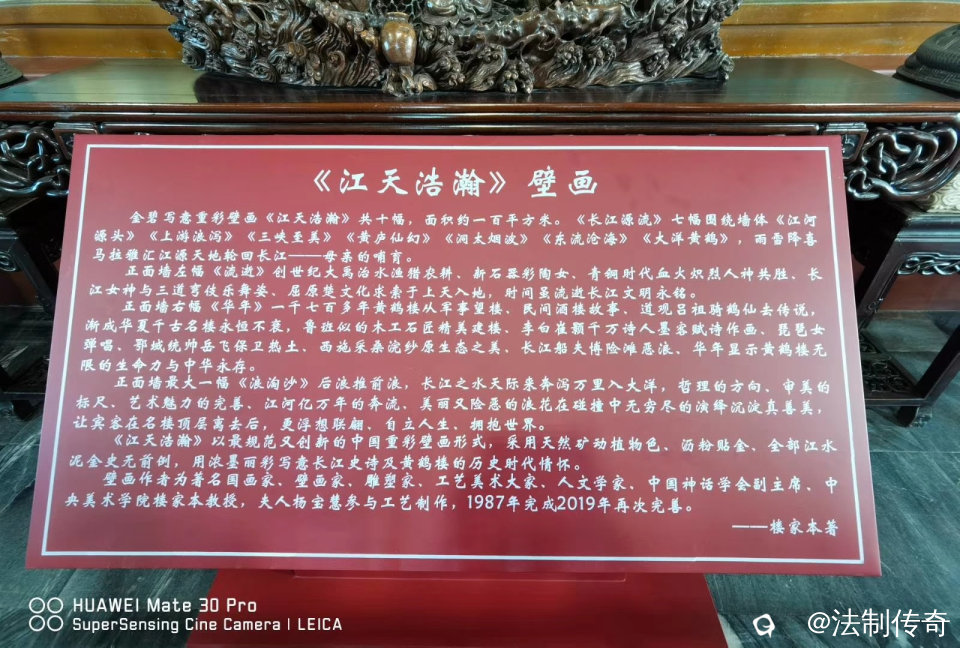 《江天浩瀚》壁画
金碧写意重彩壁画《江天浩瀚》共十幅，面积约一百平方米。《长江源流》七幅围绕墙体《江河
源头》《上游浪泻》《三峡至美》《黄庐仙幻》《洞太烟波》《东流沧海》《大洋黄鹤》，雨雪降喜
马拉雅汇江源天地轮回长江——母亲的哺育。
正面墙左幅《流逝》创世纪大禹治水渔猎农耕、新石器彩陶女、青铜时代血火炽烈人神共胜、长
江女神与三道弯伎乐舞姿、屈原楚文化求索于上天入地，时间虽流逝长江文明永铭。
正面墙右幅《华年》一千七百多年黄鹤楼从军事望楼、民间酒楼故事、道观吕祖骑鹤仙去传说，
渐成华夏千古名楼永恒不衰，鲁班似的木工石匠精美建楼、李白崔颢千万诗人墨客赋诗作画、琵琶女
弹唱、鄂城统帅岳飞保卫热土、西施采桑浣纱原生态之美、长江船夫博险滩恶浪、华年显示黄鹤楼无
限的生命力与中华永存。
正面墙最大一幅《浪淘沙》后浪推前浪，长江之水天际来奔泻万里入大洋，哲理的方向、审美的
标尺、艺术魅力的完善、江河亿万年的奔流、美丽又险恶的浪花在碰撞中无穷尽的演绎沉淀真善美，
让宾客在名楼顶层离去后，更浮想联翩、自立人生、拥抱世界。
《江天浩瀚》以最规范又创新的中国重彩壁画形式，采用天然矿动植物色、沥粉贴金、全部江水
泥金史无前例，用浓墨丽彩写意长江史诗及黄鹤楼的历史时代情怀。
壁画作者为著名国画家、壁画家、雕塑家、工艺美术大家、人文学家、中国神话学会副主席、中
央美术学院楼家本教授，夫人杨宝慧参与工艺制作，1987年完成2019年再次完善。
——楼家本著
HUAWEI Mate 30 Pro
SuperSensing Cine Camera | LEICA
@法制传奇